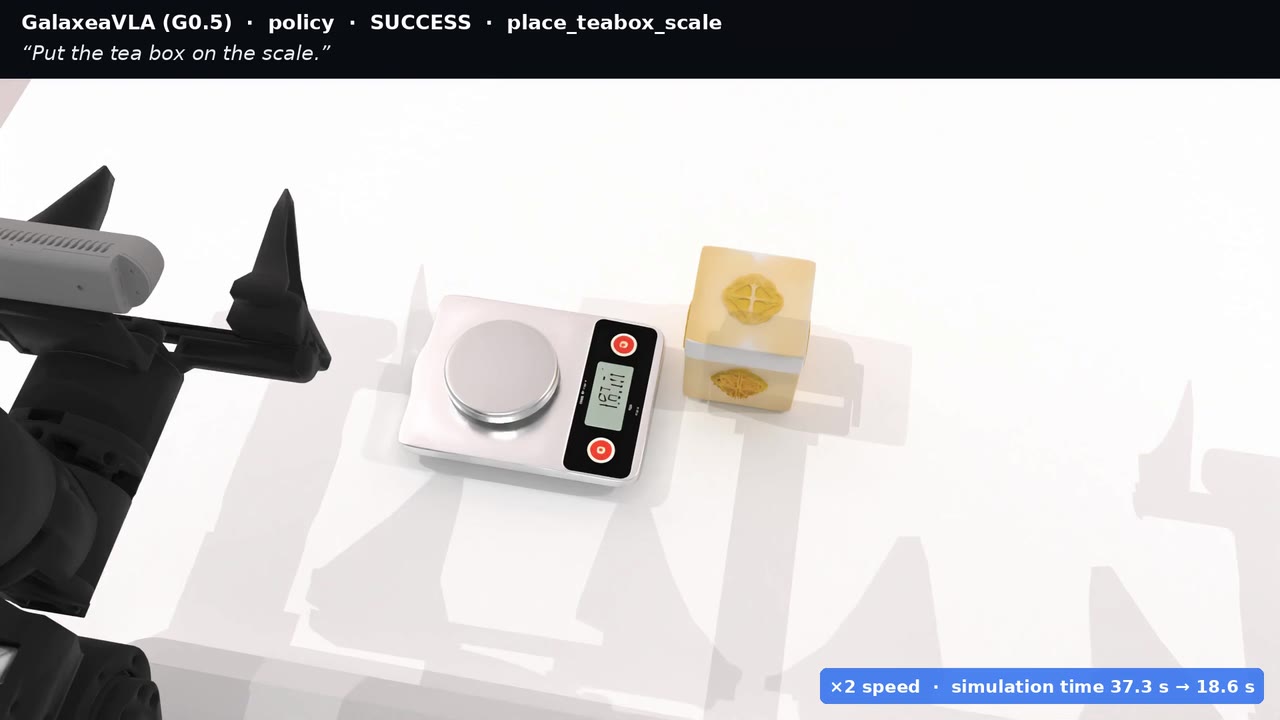 GalaxeaVLA (G0.5) · policy · SUCCESS · place_teabox_scale
“Put the tea box on the scale.”
×2 speed · simulation time 37.3 s → 18.6 s